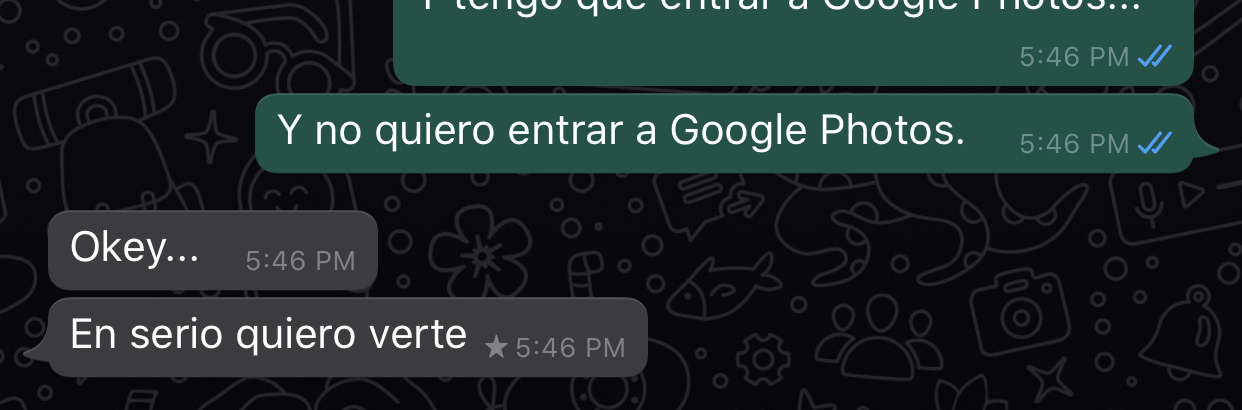 Y tengo que entrar a Google Photos...
5:46 PM
Y no quiero entrar a Google Photos. 5:46 PM
Okey... 5:46 PM
En serio quiero verte 5:46 PM